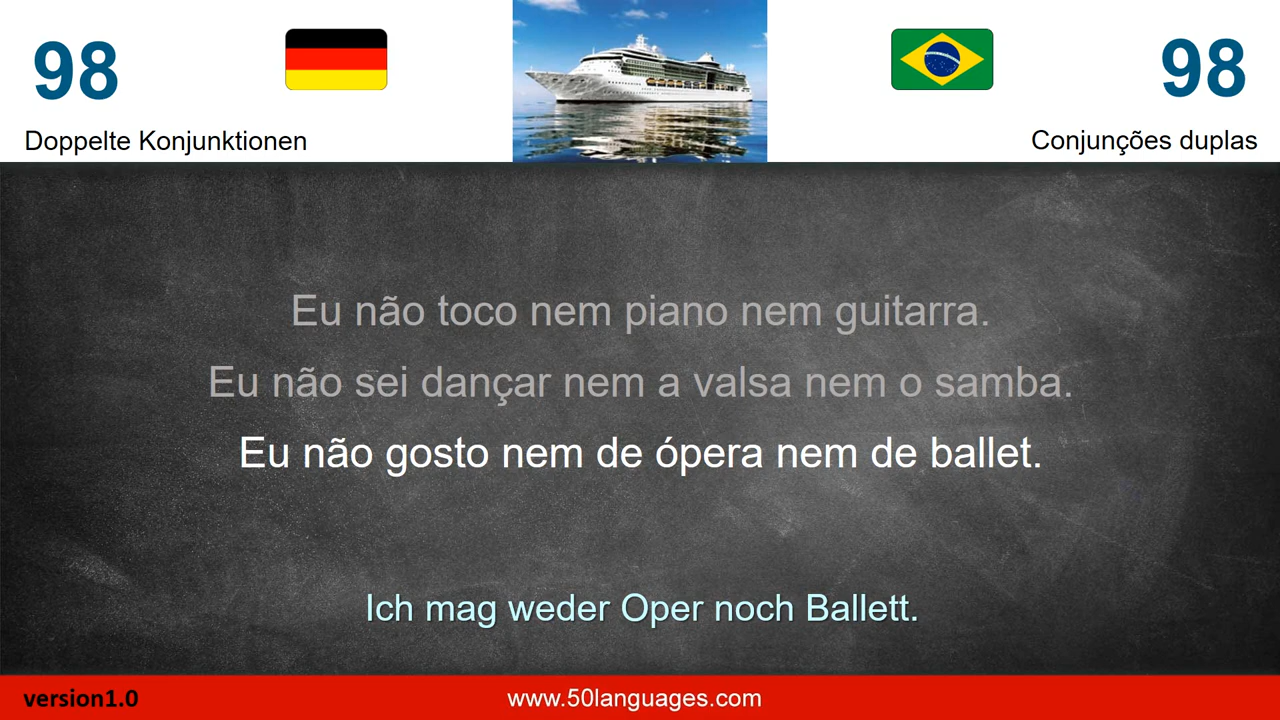 98
98
Doppelte Konjunktionen
Conjunções duplas
Eu não toco nem piano nem guitarra.
Eu não sei dançar nem a valsa nem o samba.
Eu não gosto nem de ópera nem de ballet.
Ich mag weder Oper noch Ballett.
version1.0
www.50languages.com